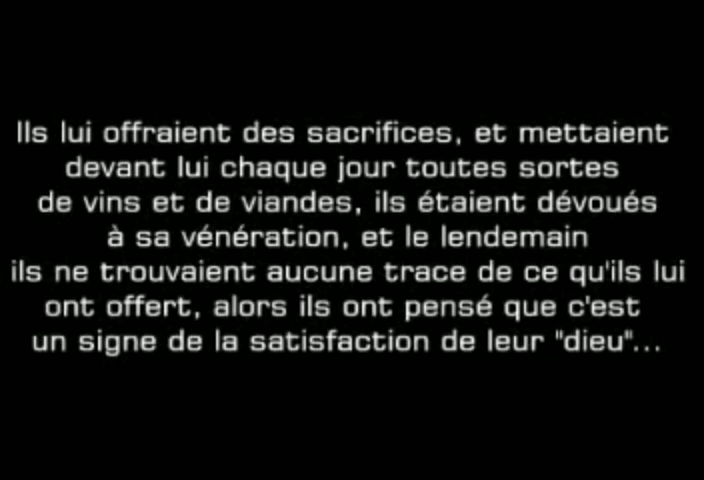 Ils lui offraient des sacrifices, et mettaient
devant lui chaque jour toutes sortes
de vins et de viandes, ils étaient dévoués
à sa vénération, et le lendemain
ils ne trouvaient aucune trace de ce qu'ils lui
ont offert, alors ils ont pensé que c'est
un signe de la satisfaction de leur "dieu"...